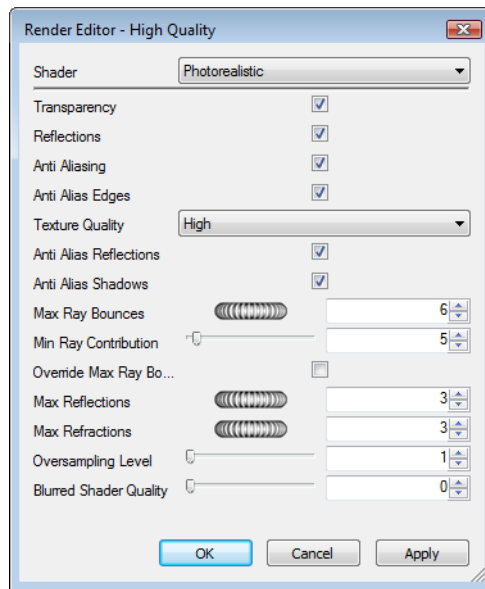 Render Editor - High Quality
Shader Photorealistic
Transparency
Reflections
Anti Aliasing
Anti Alias Edges
Texture Quality High
Anti Alias Reflections
Anti Alias Shadows
Max Ray Bounces 6
Min Ray Contribution 5
Override Max Ray Bo...
Max Reflections 3
Max Refractions 3
Oversampling Level 1
Blurred Shader Quality 0
OK Cancel Apply